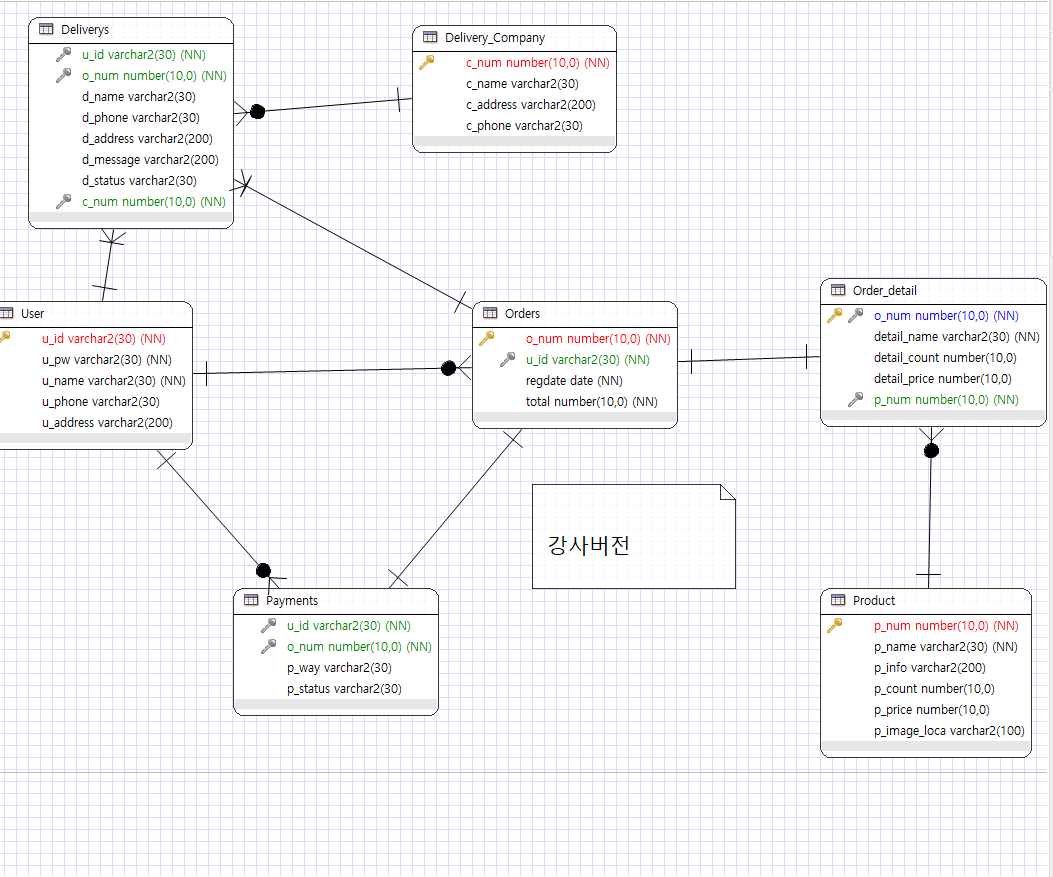 Deliverys
u_id varchar2(30) (NN)
o_num number(10,0) (NN)
d_name varchar2(30)
d_phone varchar2(30)
d_address varchar2(200)
d_message varchar2(200)
d_status varchar2(30)
c_num number(10,0) (NN)
Delivery_Company
c_num number(10,0) (NN)
c_name varchar2(30)
c_address varchar2(200)
c_phone varchar2(30)
User
u_id varchar2(30) (NN)
u_pw varchar2(30) (NN)
u_name varchar2(30) (NN)
u_phone varchar2(30)
u_address varchar2(200)
Orders
o_num number(10,0) (NN)
u_id varchar2(30) (NN)
regdate date (NN)
total number(10,0) (NN)
Order_detail
o_num number(10,0) (NN)
detail_name varchar2(30) (NN)
detail_count number(10,0)
detail_price number(10,0)
p_num number(10,0) (NN)
강사버전
Payments
u_id varchar2(30) (NN)
o_num number(10,0) (NN)
p_way varchar2(30)
p_status varchar2(30)
Product
p_num number(10,0) (NN)
p_name varchar2(30) (NN)
p_info varchar2(200)
p_count number(10,0)
p_price number(10,0)
p_image_loca varchar2(100)